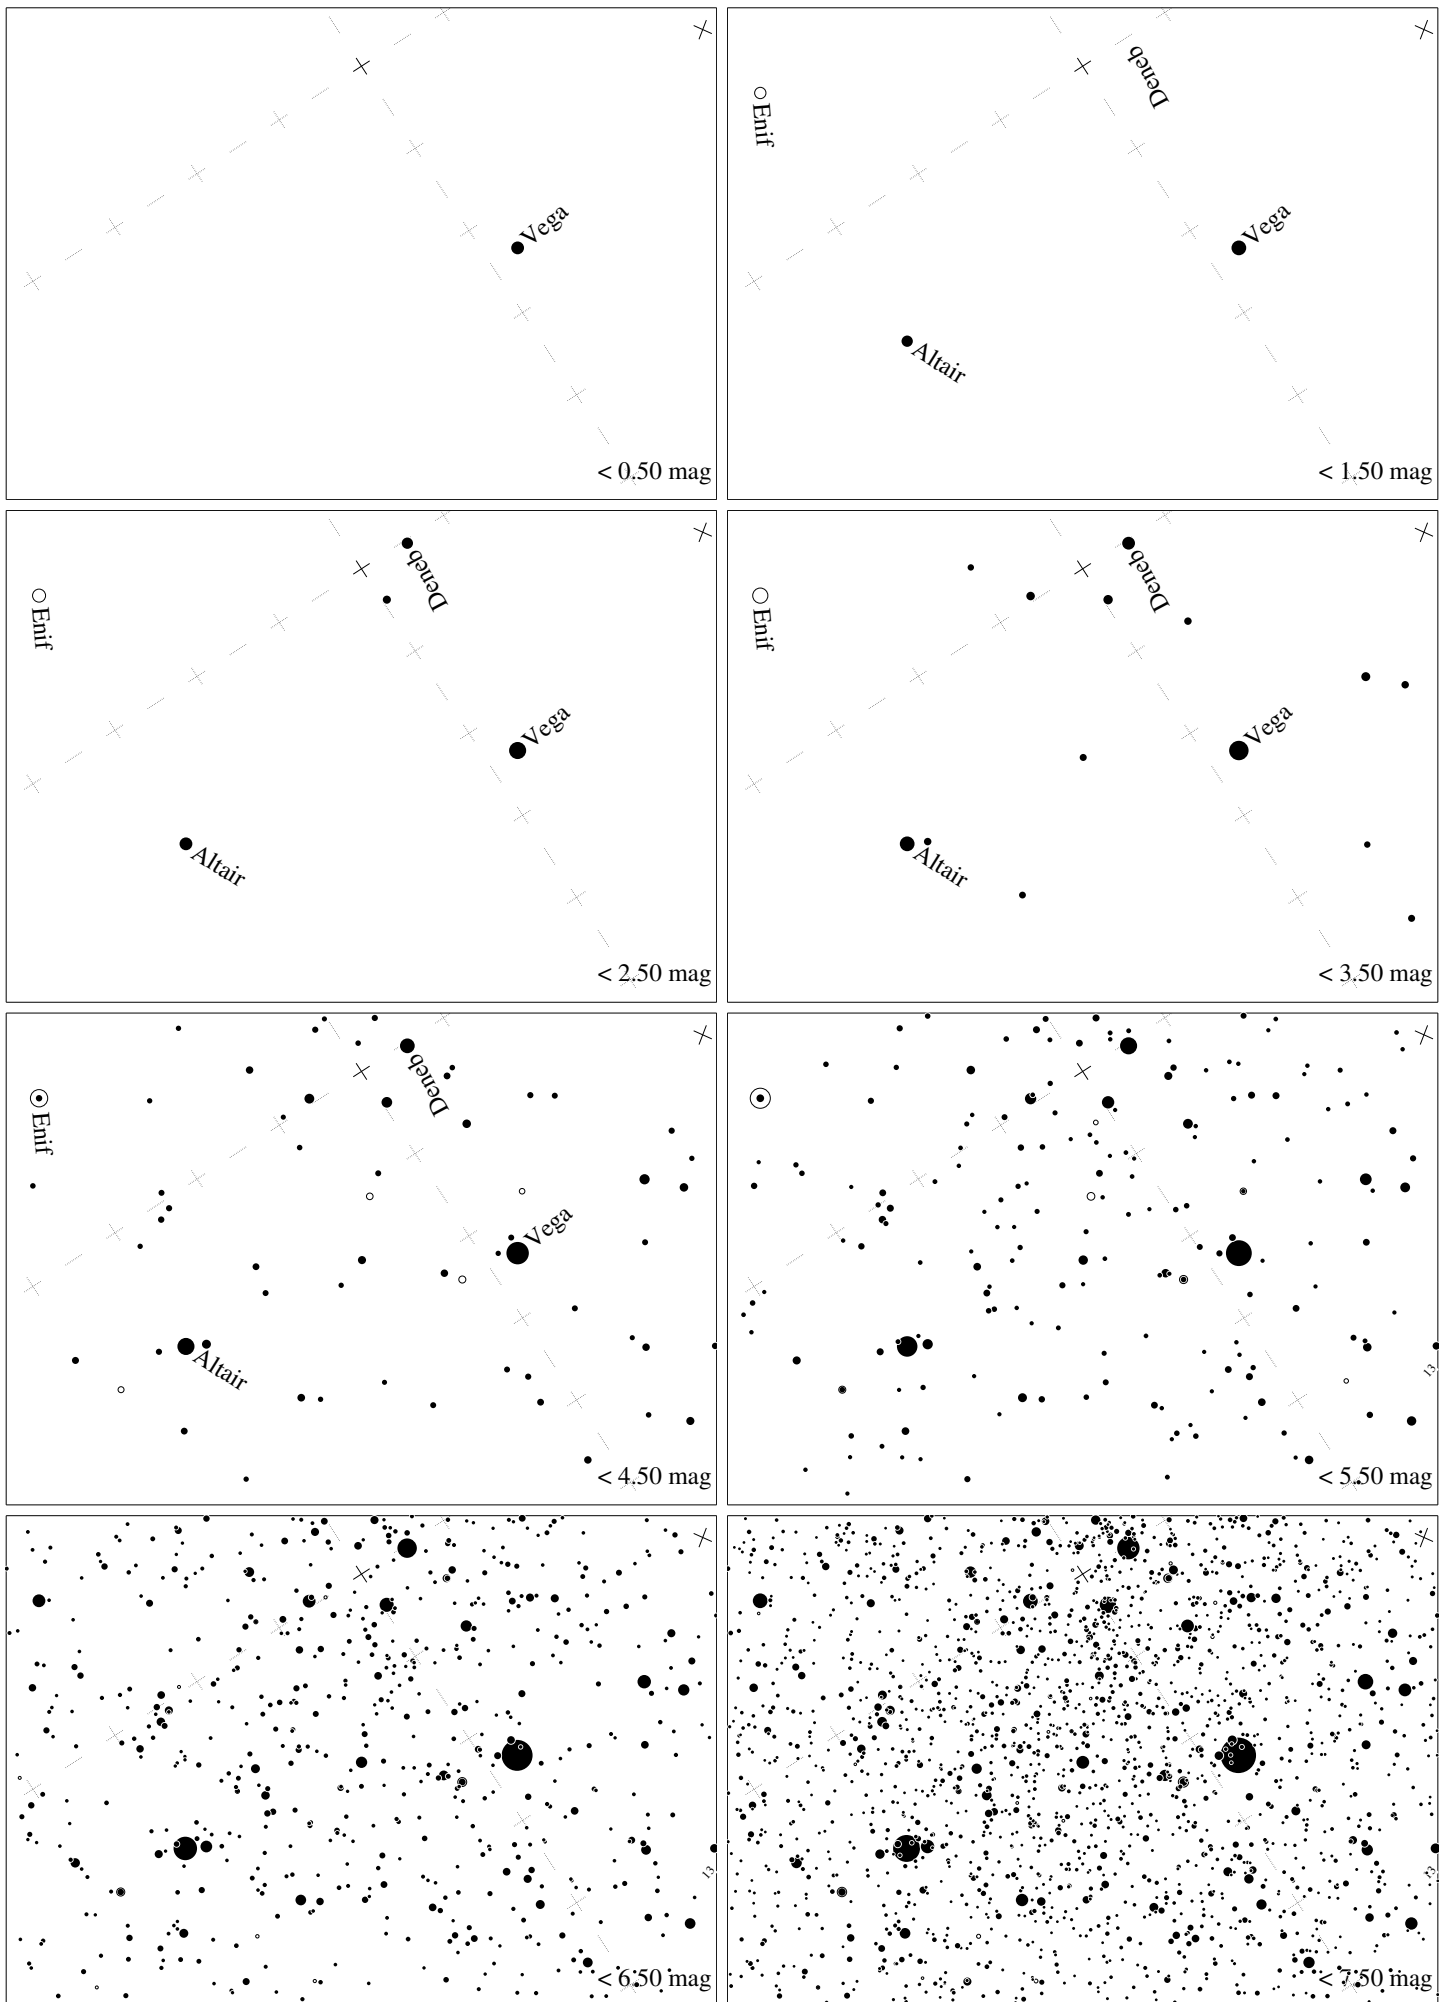 Vega
< 0.50 mag
Deneb
Enif
Vega
Altair
< 1.50 mag
Deneb
Enif
Vega
Altair
< 2.50 mag
Deneb
Enif
Vega
Altair
< 3.50 mag
Deneb
Enif
Vega
Altair
< 4.50 mag
13
< 5.50 mag
13
< 6.50 mag
13
< 7.50 mag